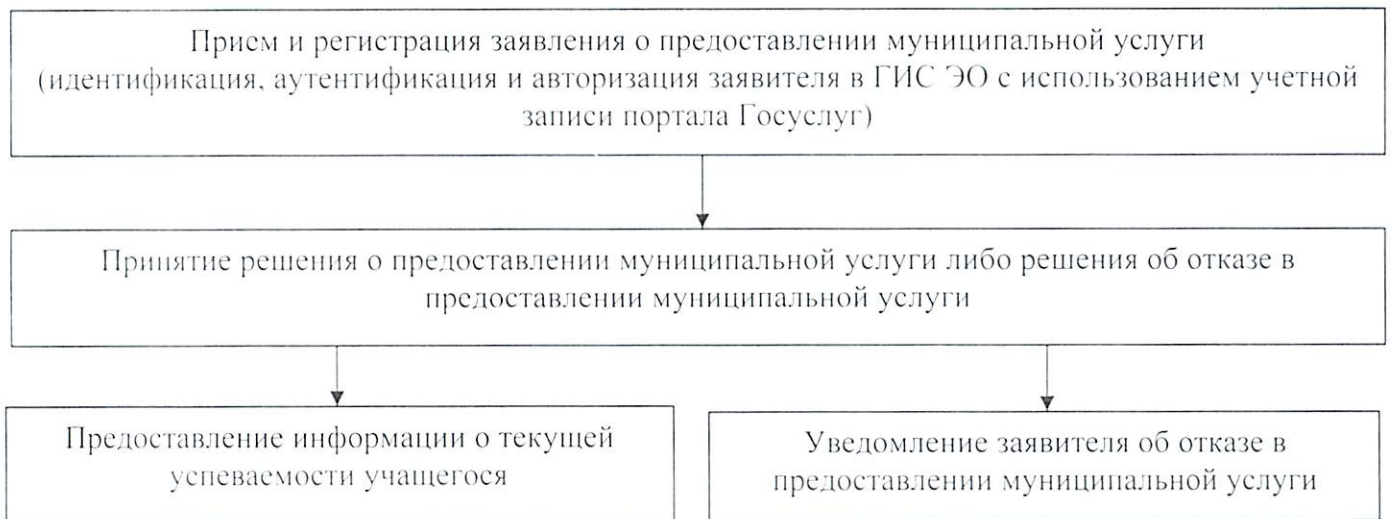 Прием и регистрация заявления о предоставлении муниципальной услуги
(идентификация, аутентификация и авторизация заявителя в ГИС ЭО с использованием учетной
записи портала Госуслуг)
Принятие решения о предоставлении муниципальной услуги либо решения об отказе в
предоставлении муниципальной услуги
Предоставление информации о текущей
успеваемости учащегося
Уведомление заявителя об отказе в
предоставлении муниципальной услуги